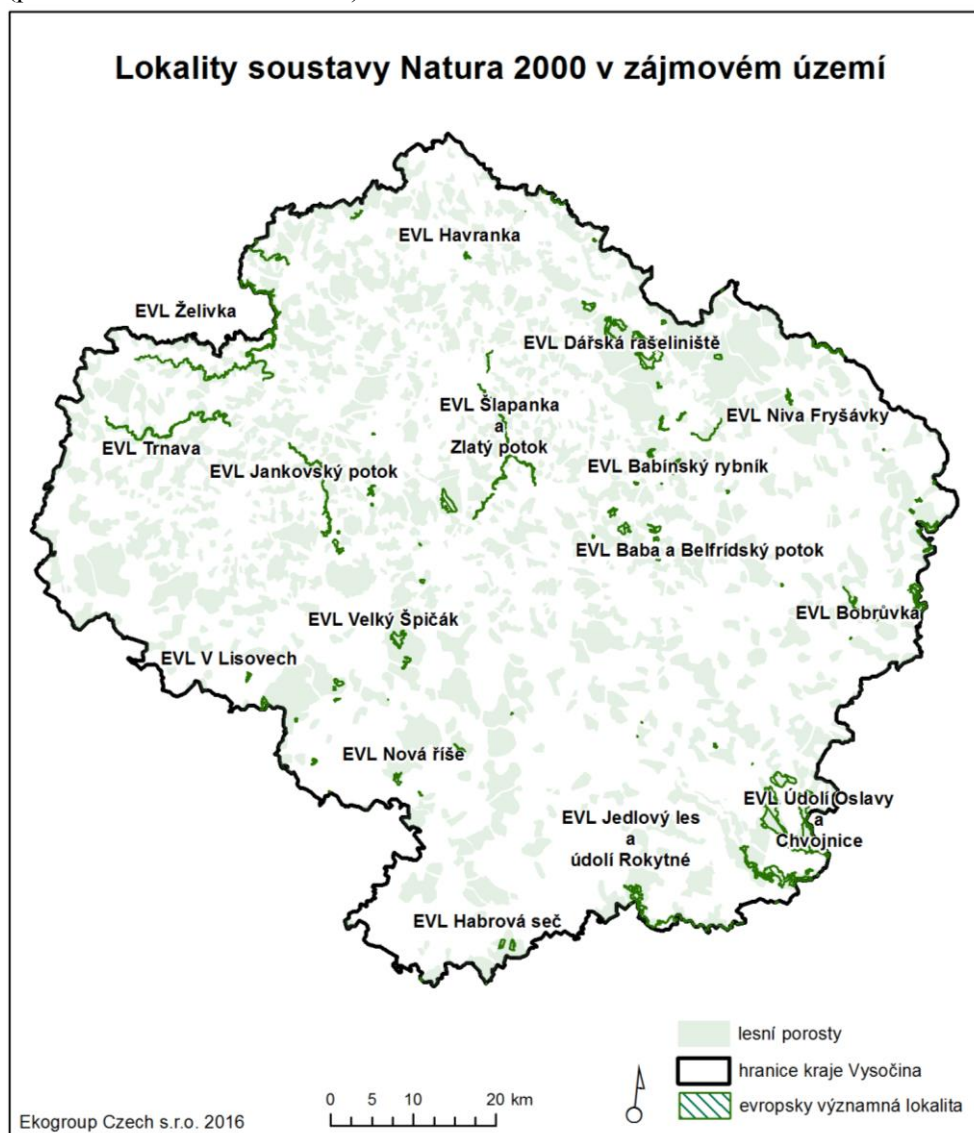 Lokality soustavy Natura 2000 v zájmovém území
EVL Havranka
EVL Želivka
EVL Dářská rašeliniště
EVL Šlapanka
a
Zlatý potok
EVL Niva Fryšávky
EVL Trnava
EVL Jankovský potok
EVL Babínský rybník
EVL Baba a Belfrídský potok
EVL Velký Špičák
EVL Bobrůvka
EVL V Lisovech
EVL Nová říše
EVL Údolí Oslavy
a
Chvojnice
EVL Jedlový les
a
údolí Rokytné
EVL Habrová seč
lesní porosty
hranice kraje Vysočina
evropsky významná lokalita
0 5 10 20 km
Ekogroup Czech s.r.o. 2016